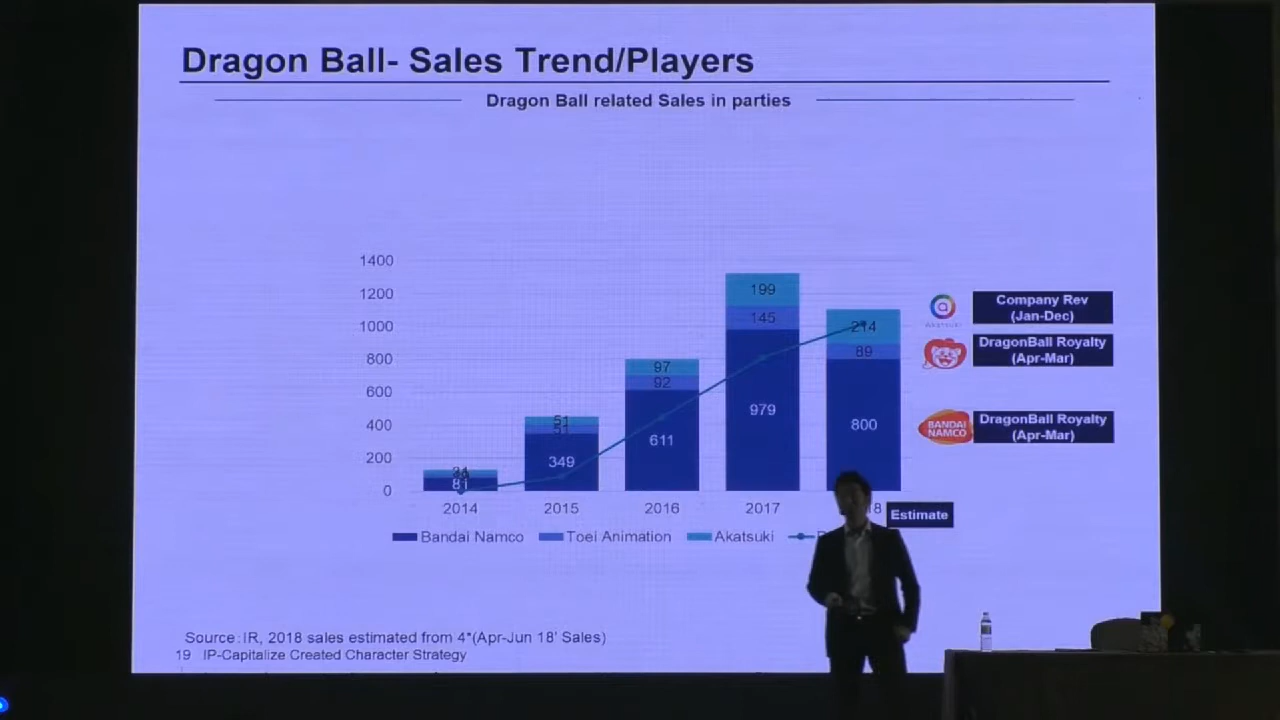 Dragon Ball- Sales Trend/Players
Dragon Ball related Sales in parties
1400
1200
1000
800
600
400
200
0
81
349
51
611
92
97
979
145
199
800
89
214
2014
2015
2016
2017
18
Estimate
Bandai Namco
Toei Animation
Akatsuki
Akatsuki
Company Rev
(Jan-Dec)
DragonBall Royalty
(Apr-Mar)
BANDAI
NAMCO
DragonBall Royalty
(Apr-Mar)
Source:IR, 2018 sales estimated from 4*(Apr-Jun 18' Sales)
19 IP-Capitalize Created Character Strategy